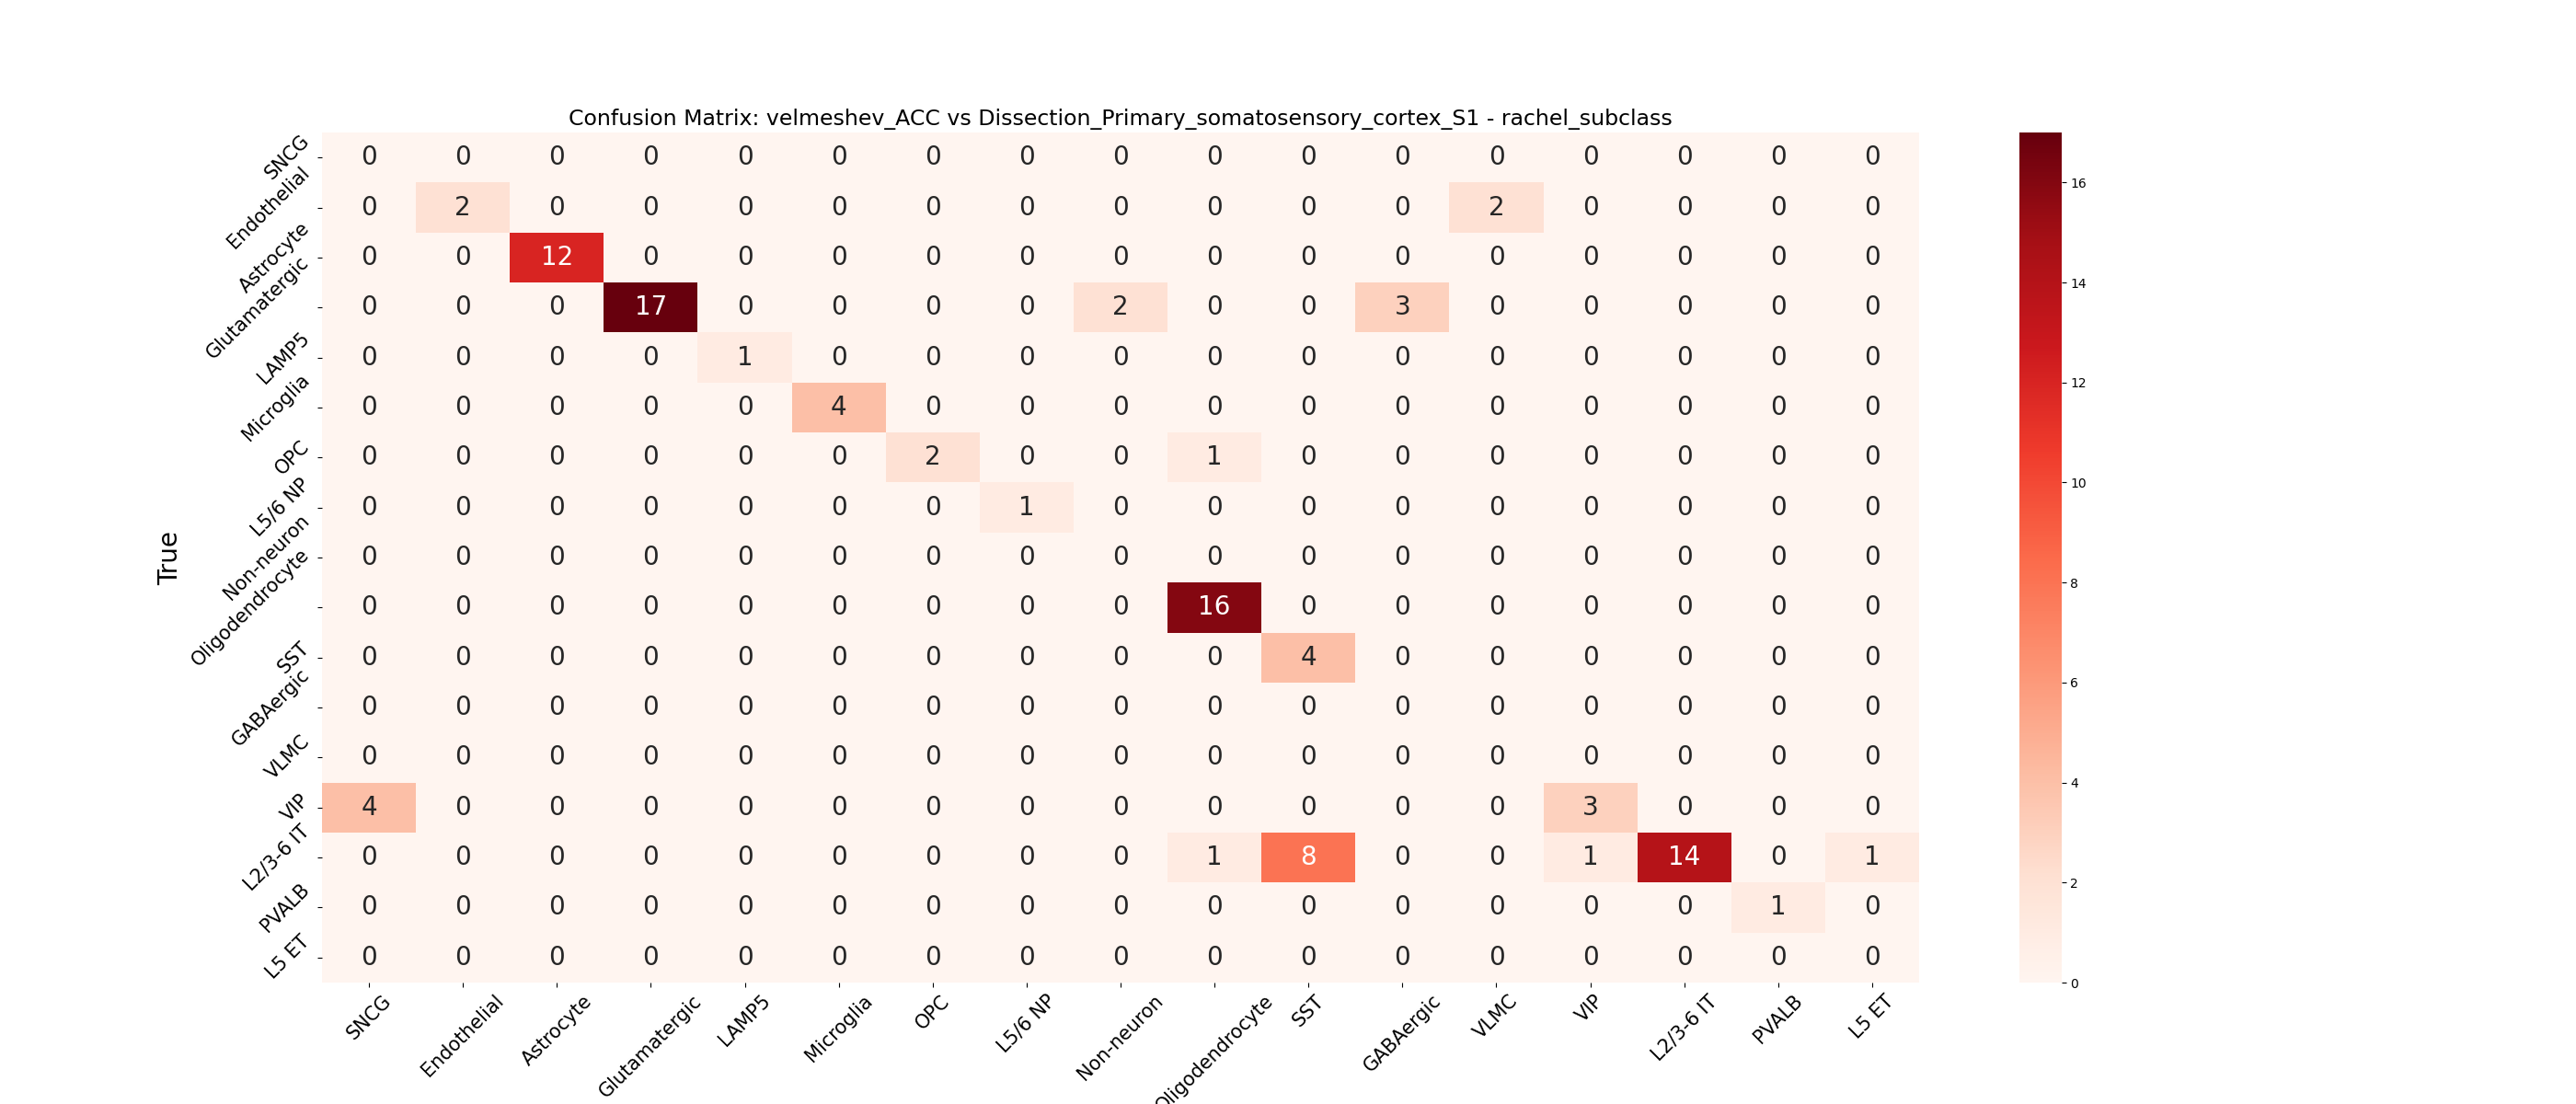 Confusion Matrix: velmeshev_ACC vs Dissection_Primary_somatosensory_cortex_S1 - rachel_subclass
True
SNCG 0 0 0 0 0 0 0 0 0 0 0 0 0 0 0 0 0
Endothelial 0 2 0 0 0 0 0 0 0 0 0 0 2 0 0 0 0
Astrocyte 0 0 12 0 0 0 0 0 0 0 0 0 0 0 0 0 0
Glutamatergic 0 0 0 17 0 0 0 0 2 0 0 3 0 0 0 0 0
LAMP5 0 0 0 0 1 0 0 0 0 0 0 0 0 0 0 0 0
Microglia 0 0 0 0 0 4 0 0 0 0 0 0 0 0 0 0 0
OPC 0 0 0 0 0 0 2 0 0 1 0 0 0 0 0 0 0
L5/6 NP 0 0 0 0 0 0 0 1 0 0 0 0 0 0 0 0 0
Non-neuron 0 0 0 0 0 0 0 0 0 0 0 0 0 0 0 0 0
Oligodendrocyte 0 0 0 0 0 0 0 0 0 16 0 0 0 0 0 0 0
SST 0 0 0 0 0 0 0 0 0 0 4 0 0 0 0 0 0
GABAergic 0 0 0 0 0 0 0 0 0 0 0 0 0 0 0 0 0
VLMC 0 0 0 0 0 0 0 0 0 0 0 0 0 0 0 0 0
VIP 4 0 0 0 0 0 0 0 0 0 0 0 0 3 0 0 0
L2/3-6 IT 0 0 0 0 0 0 0 0 0 1 8 0 0 1 14 0 1
PVALB 0 0 0 0 0 0 0 0 0 0 0 0 0 0 0 1 0
L5 ET 0 0 0 0 0 0 0 0 0 0 0 0 0 0 0 0 0
SNCG Endothelial Astrocyte Glutamatergic LAMP5 Microglia OPC L5/6 NP Non-neuron Oligodendrocyte SST GABAergic VLMC VIP L2/3-6 IT PVALB L5 ET
16
14
12
10
8
6
4
2
0